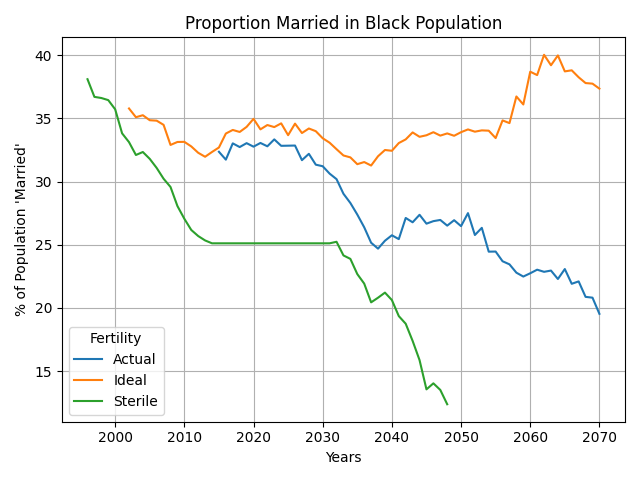 Proportion Married in Black Population
% of Population 'Married'
40
35
30
25
20
15
Fertility
Actual
Ideal
Sterile
2000 2010 2020 2030 2040 2050 2060 2070
Years